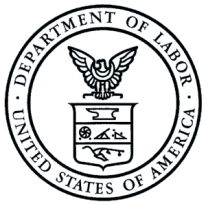 · DEPARTMENT OF LABOR ·
UNITED STATES OF AMERICA